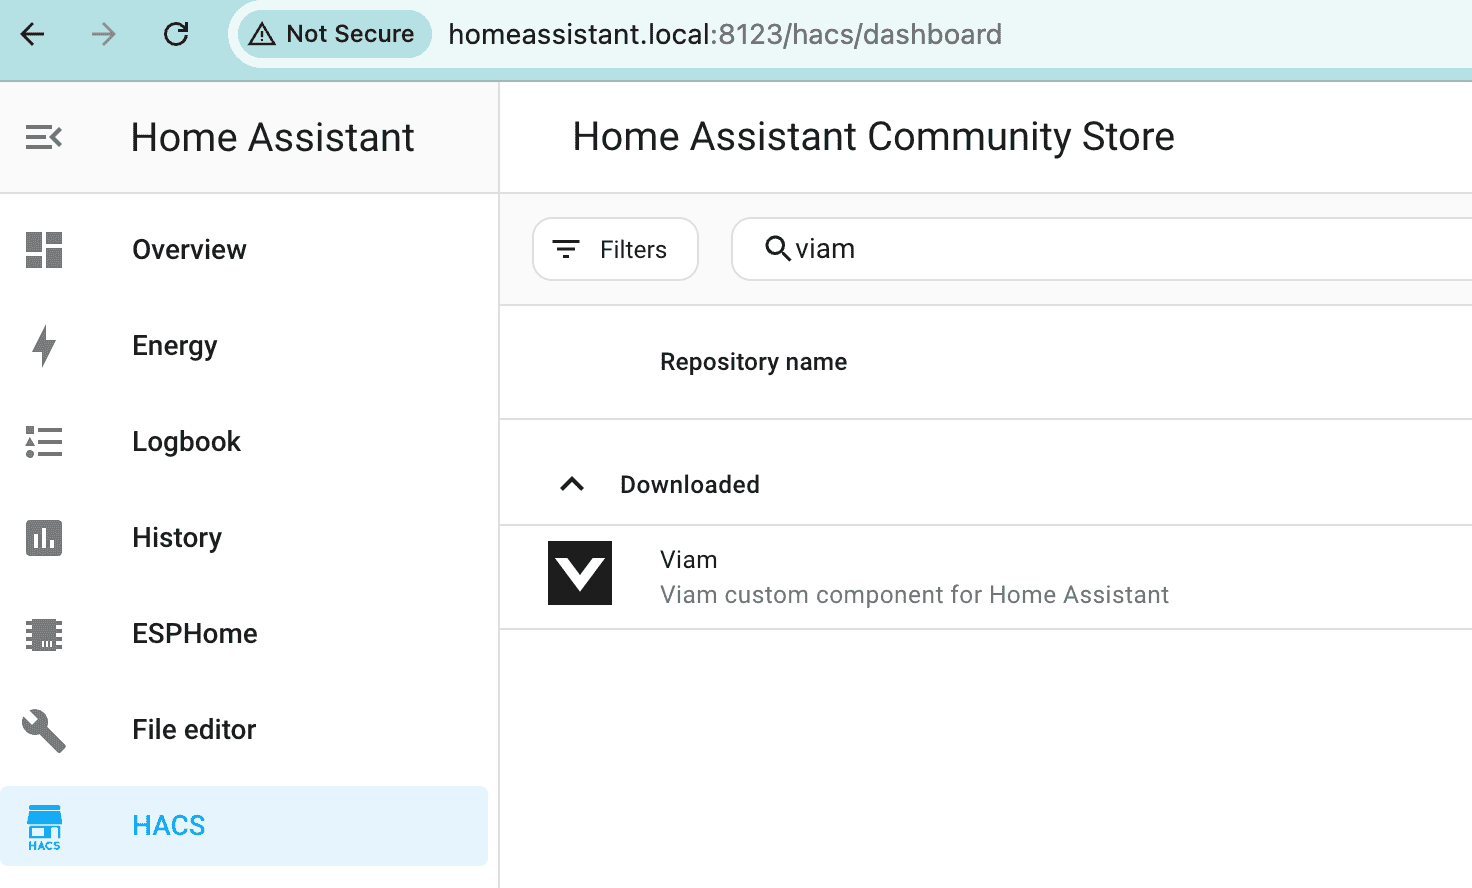 Not Secure homeassistant.local:8123/hacs/dashboard
Home Assistant
Overview
Energy
Logbook
History
ESPHome
File editor
HACS
HACS
Home Assistant Community Store
Filters
viam
Repository name
Downloaded
Viam
Viam custom component for Home Assistant